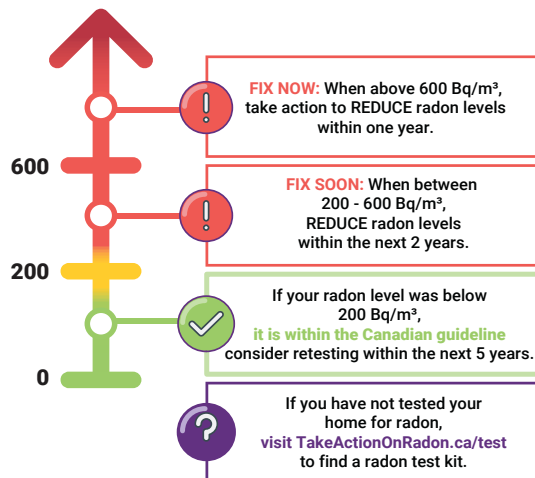 FIX NOW: When above 600 Bq/m³,
take action to REDUCE radon levels
within one year.
600
FIX SOON: When between
200 - 600 Bq/m³,
REDUCE radon levels
within the next 2 years.
200
If your radon level was below
200 Bq/m³,
it is within the Canadian guideline
consider retesting within the next 5 years.
0
If you have not tested your
home for radon,
visit TakeActionOnRadon.ca/test
to find a radon test kit.